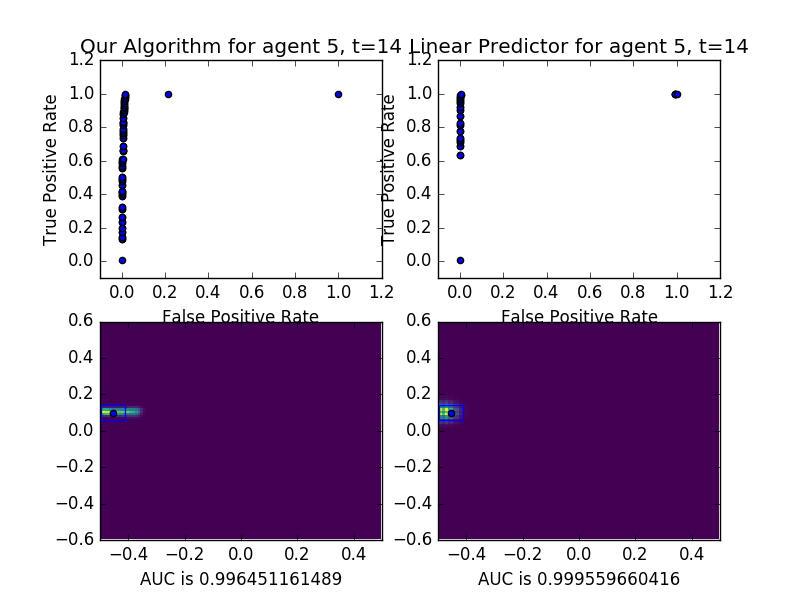 Our Algorithm for agent 5, t=14
Linear Predictor for agent 5, t=14
1.2
1.0
0.8
0.6
0.4
0.2
0.0
True Positive Rate
0.0 0.2 0.4 0.6 0.8 1.0 1.2
False Positive Rate
1.2
1.0
0.8
0.6
0.4
0.2
0.0
True Positive Rate
0.0 0.2 0.4 0.6 0.8 1.0 1.2
False Positive Rate
0.6
0.4
0.2
0.0
−0.2
−0.4
−0.6
−0.4 −0.2 0.0 0.2 0.4
AUC is 0.996451161489
0.6
0.4
0.2
0.0
−0.2
−0.4
−0.6
−0.4 −0.2 0.0 0.2 0.4
AUC is 0.999559660416